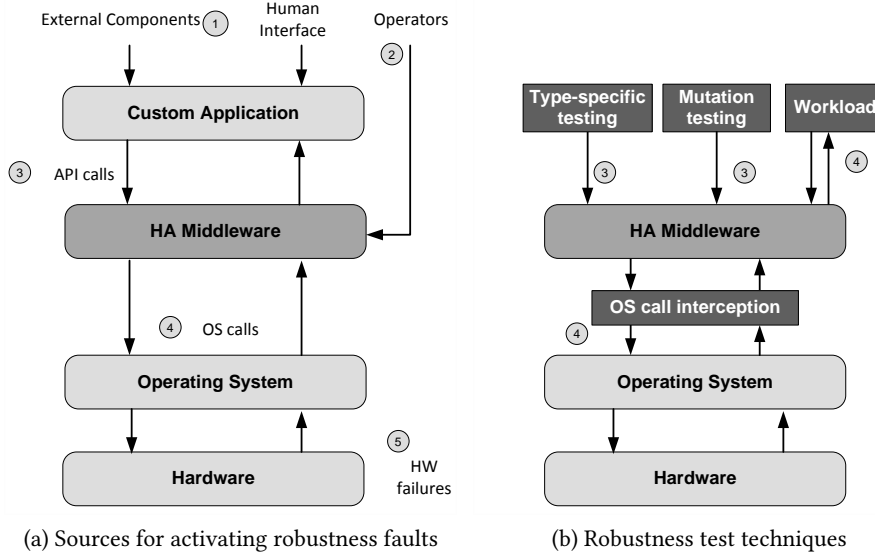 External Components
1
Human
Interface
Operators
2
Custom Application
3
API calls
HA Middleware
4
OS calls
Operating System
5
HW
failures
Hardware
(a) Sources for activating robustness faults
Type-specific
testing
Mutation
testing
Workload
3
3
4
HA Middleware
OS call interception
4
Operating System
Hardware
(b) Robustness test techniques